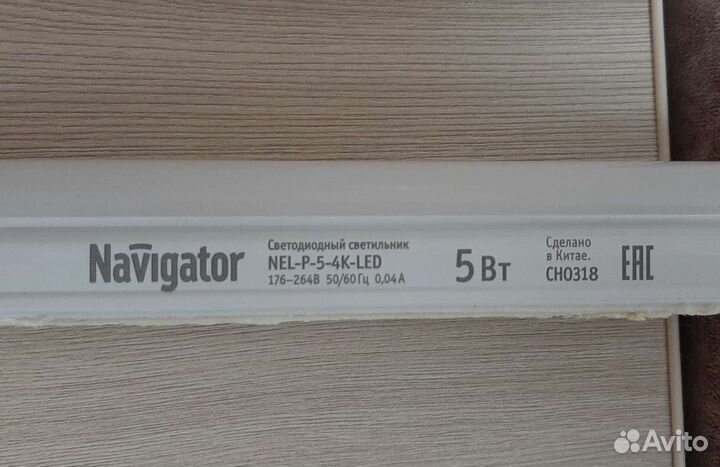 Navigator
Светодиодный светильник
NEL-P-5-4K-LED
176-264В 50/60Гц 0,04А
5 Вт
Сделано
в Китае.
CH0318
EAC
Avito